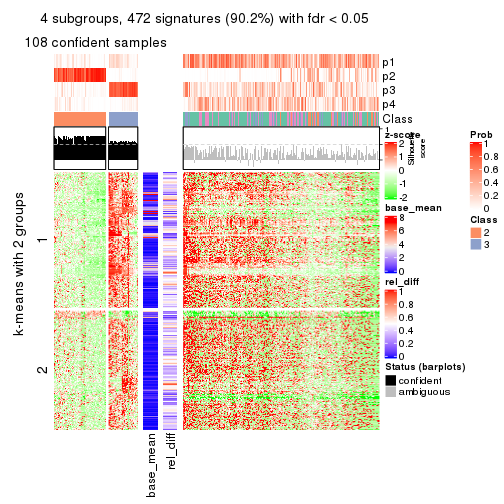 4 subgroups, 472 signatures (90.2%) with fdr < 0.05
108 confident samples
p1
p2
p3
p4
Class
1
Silhouette
score
z-score
2
1
0
-1
-2
Prob
1
0.8
0.6
0.4
0.2
0
base_mean
8
6
4
2
0
Class
2
3
rel_diff
1
0.8
0.6
0.4
0.2
0
Status (barplots)
confident
ambiguous
k-means with 2 groups
1
2
base_mean
rel_diff